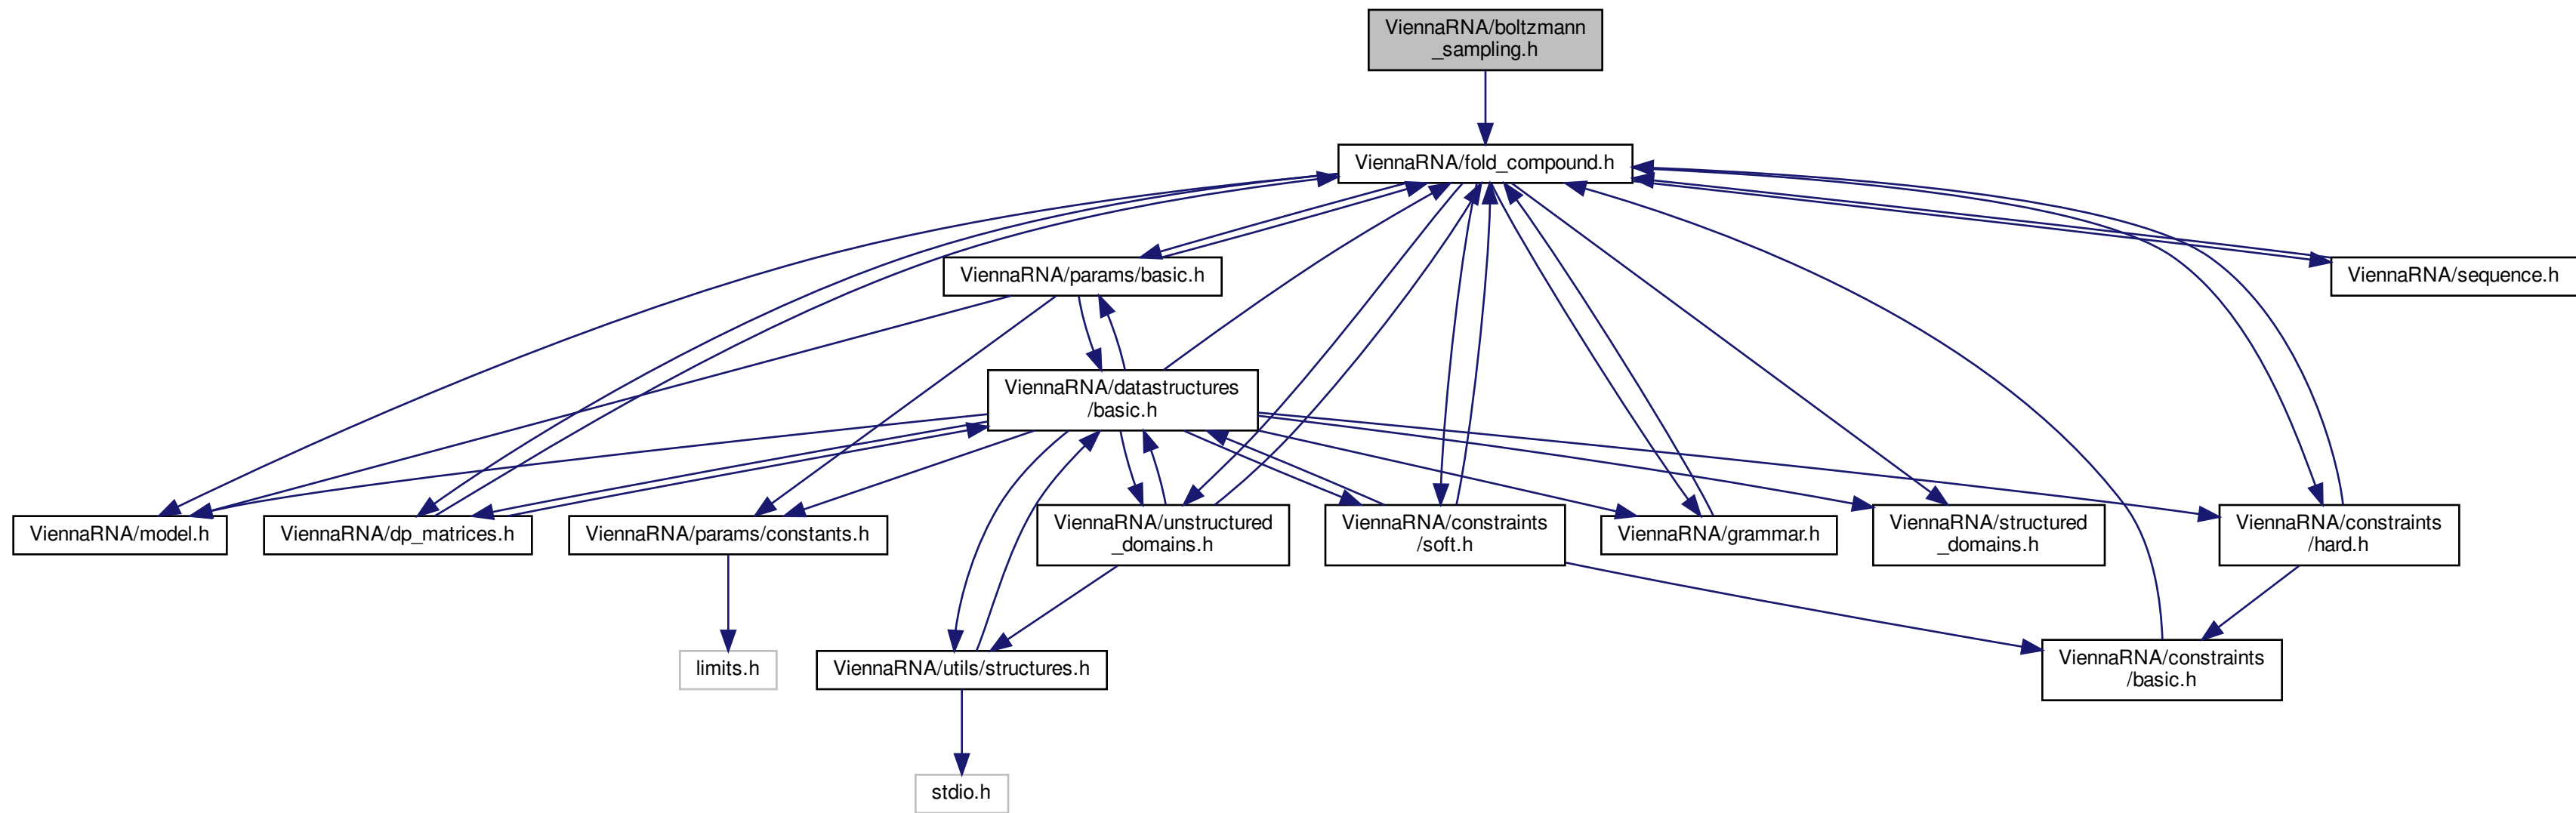 ViennaRNA/boltzmann
_sampling.h
ViennaRNA/fold_compound.h
ViennaRNA/params/basic.h
ViennaRNA/sequence.h
ViennaRNA/datastructures
/basic.h
ViennaRNA/model.h
ViennaRNA/dp_matrices.h
ViennaRNA/params/constants.h
ViennaRNA/unstructured
_domains.h
ViennaRNA/constraints
/soft.h
ViennaRNA/grammar.h
ViennaRNA/structured
_domains.h
ViennaRNA/constraints
/hard.h
limits.h
ViennaRNA/utils/structures.h
ViennaRNA/constraints
/basic.h
stdio.h